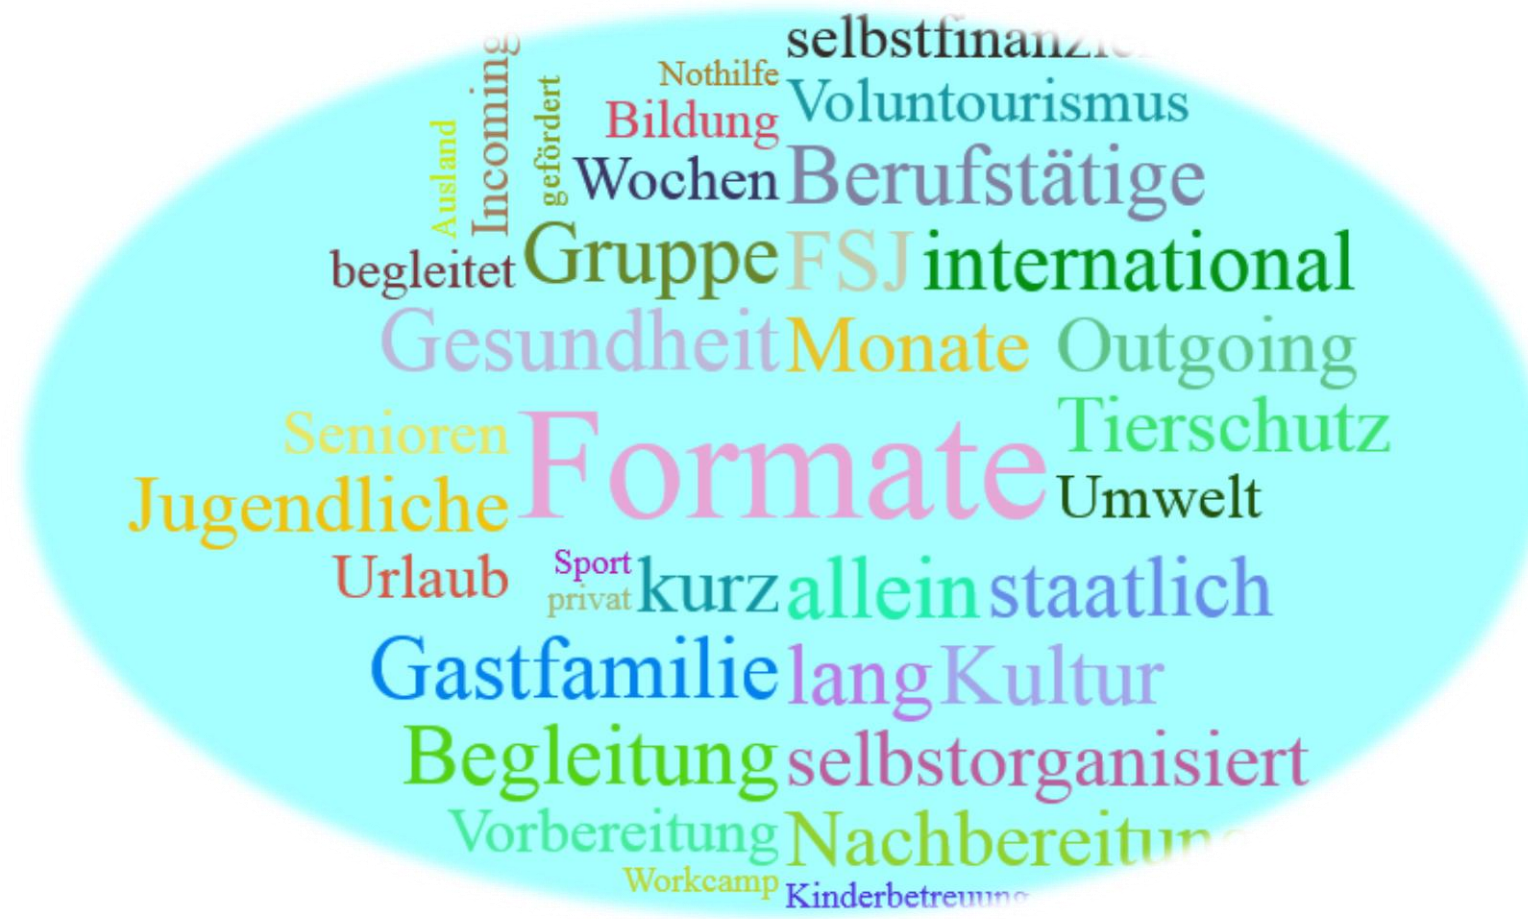 selbstfinanzie
Nothilfe
Voluntourismus
Bildung
Incoming
gefördert
Ausland
Wochen
Berufstätige
begleitet
Gruppe
FSJ
international
Gesundheit
Monate
Outgoing
Senioren
Formate
Tierschutz
Jugendliche
Umwelt
Urlaub
Sport
privat
kurz
allein
staatlich
Gastfamilie
lang
Kultur
Begleitung
selbstorganisiert
Vorbereitung
Nachbereitung
Workcamp
Kinderbetreuung